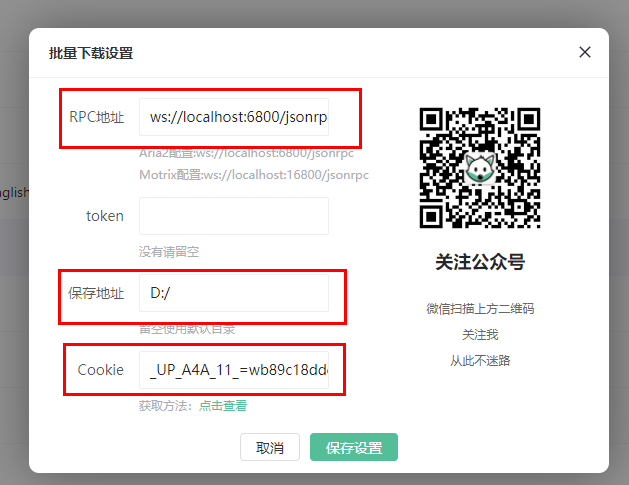 批量下载设置
RPC地址
ws://localhost:6800/jsonrp
Aria2配置:ws://localhost:6800/jsonrpc
Motrix配置:ws://localhost:16800/jsonrpc
nglish
token
没有请留空
保存地址
D:/
留空使用默认目录
Cookie
_UP_A4A_11_=wb89c18dd
获取方法：点击查看
取消
保存设置
关注公众号
微信扫描上方二维码
关注我
从此不迷路